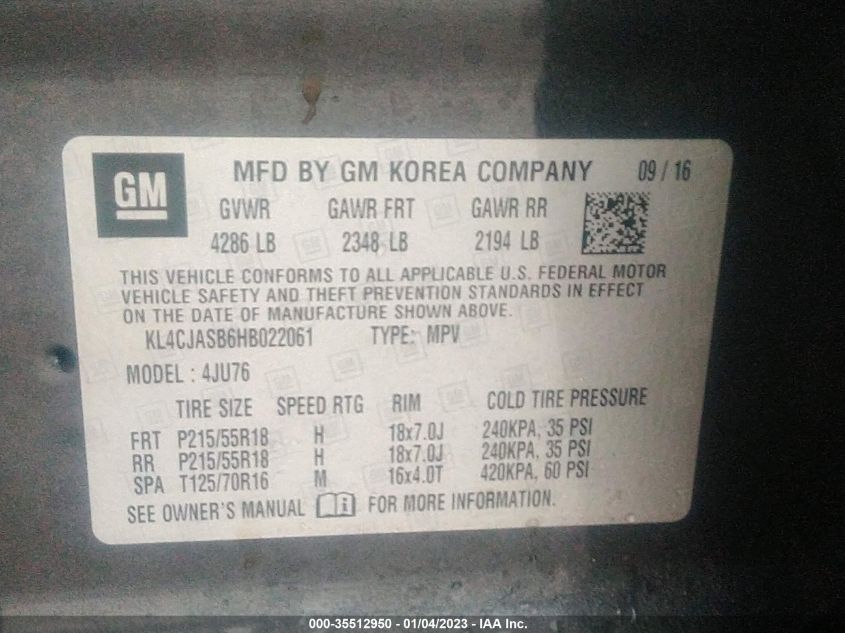 GM
MFD BY GM KOREA COMPANY 09 / 16
GVWR GAWR FRT GAWR RR
4286 LB 2348 LB 2194 LB
THIS VEHICLE CONFORMS TO ALL APPLICABLE U.S. FEDERAL MOTOR
VEHICLE SAFETY AND THEFT PREVENTION STANDARDS IN EFFECT
ON THE DATE OF MANUFACTURE SHOWN ABOVE.
KL4CJASB6HB022061 TYPE: MPV
MODEL : 4JU76
TIRE SIZE SPEED RTG RIM COLD TIRE PRESSURE
FRT P215/55R18 H 18x7.0J 240KPA, 35 PSI
RR P215/55R18 H 18x7.0J 240KPA, 35 PSI
SPA T125/70R16 M 16x4.0T 420KPA, 60 PSI
SEE OWNER'S MANUAL i FOR MORE INFORMATION.
000-35512950 - 01/04/2023 - IAA Inc.